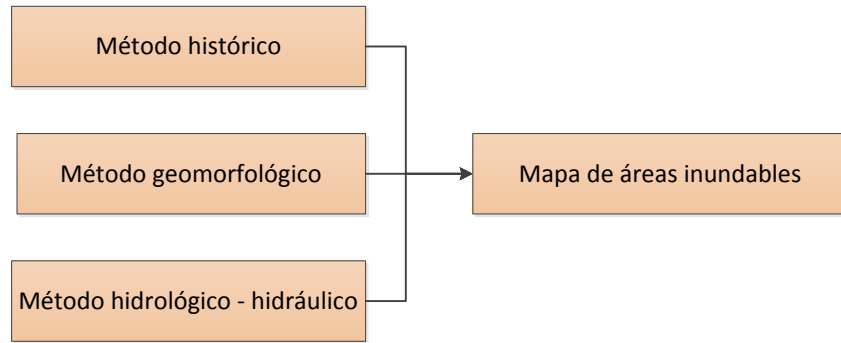 Método histórico
Método geomorfológico
Mapa de áreas inundables
Método hidrológico - hidráulico